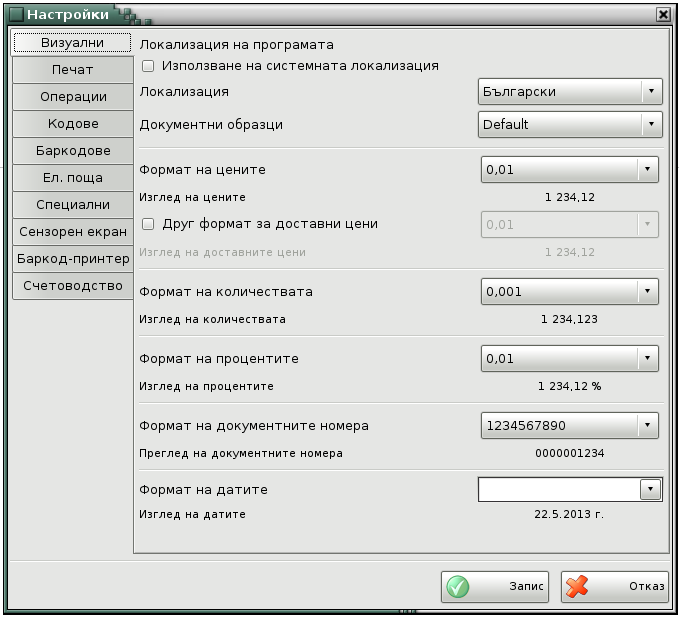 Настройки
Визуални
Печат
Операции
Кодове
Баркодове
Ел. поща
Специални
Сензорен екран
Баркод-принтер
Счетоводство
Локализация на програмата
Използване на системната локализация
Локализация Български
Документни образци Default
Формат на цените 0,01
Изглед на цените 1 234,12
Друг формат за доставни цени 0,01
Изглед на доставните цени 1 234,12
Формат на количествата 0,001
Изглед на количествата 1 234,123
Формат на процентите 0,01
Изглед на процентите 1 234,12 %
Формат на документните номера 1234567890
Преглед на документните номера 0000001234
Формат на датите
Изглед на датите 22.5.2013 г.
Запис Отказ